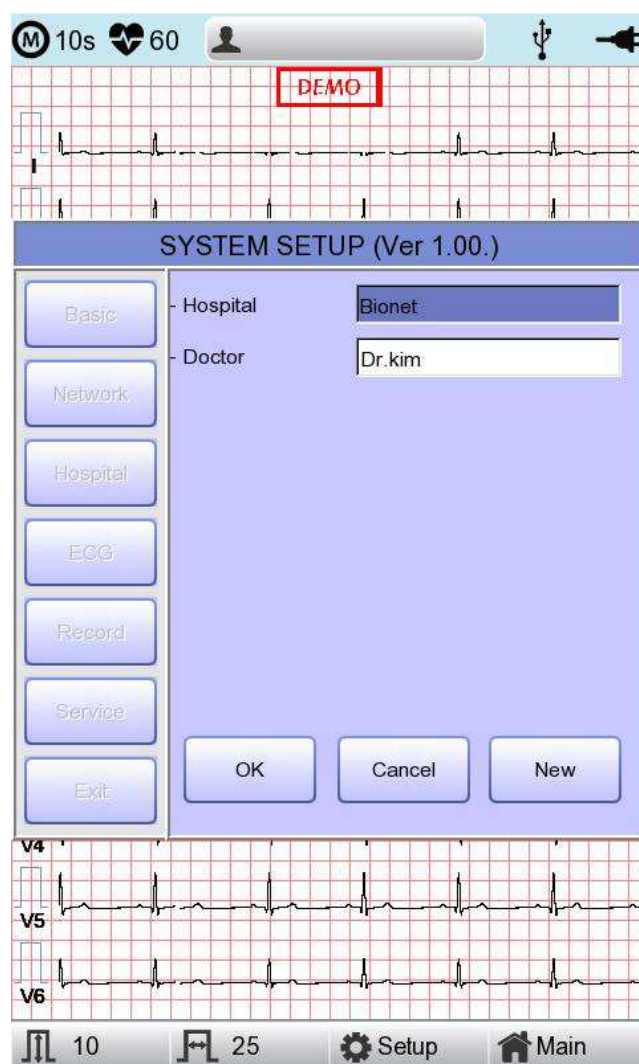 M 10s 60
DEMO
I
SYSTEM SETUP (Ver 1.00.)
Basic
Network
Hospital
ECG
Record
Service
Exit
- Hospital Bionet
- Doctor Dr.kim
OK Cancel New
V4
V5
V6
10 25 Setup Main